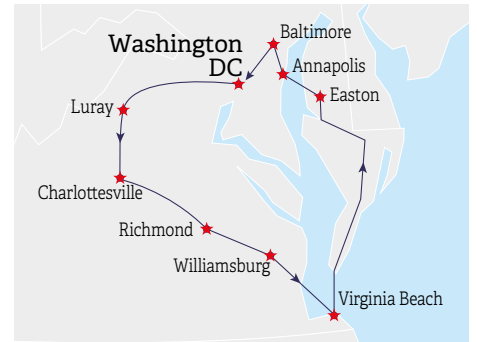 Baltimore
Washington
DC
Annapolis
Easton
Luray
Charlottesville
Richmond
Williamsburg
Virginia Beach